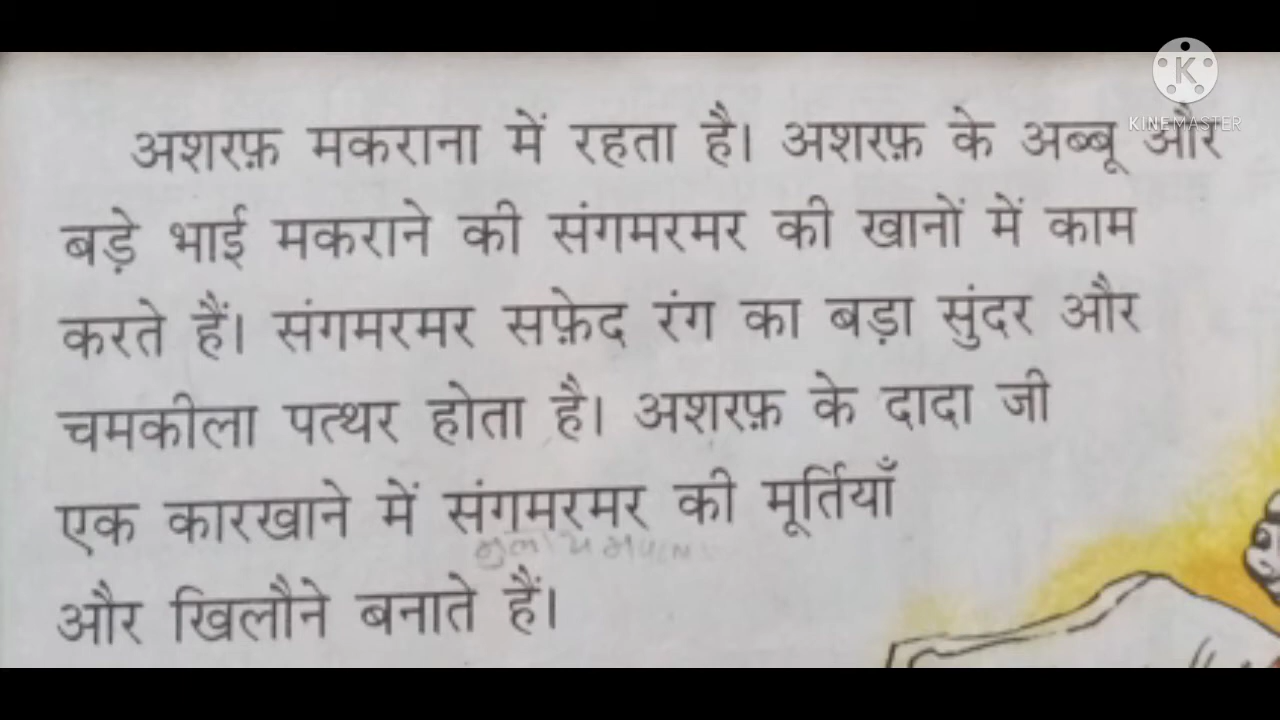 KINEMASTER
अशरफ़ मकराना में रहता है। अशरफ़ के अब्बू और
बड़े भाई मकराने की संगमरमर की खानों में काम
करते हैं। संगमरमर सफ़ेद रंग का बड़ा सुंदर और
चमकीला पत्थर होता है। अशरफ़ के दादा जी
एक कारखाने में संगमरमर की मूर्तियाँ
और खिलौने बनाते हैं।